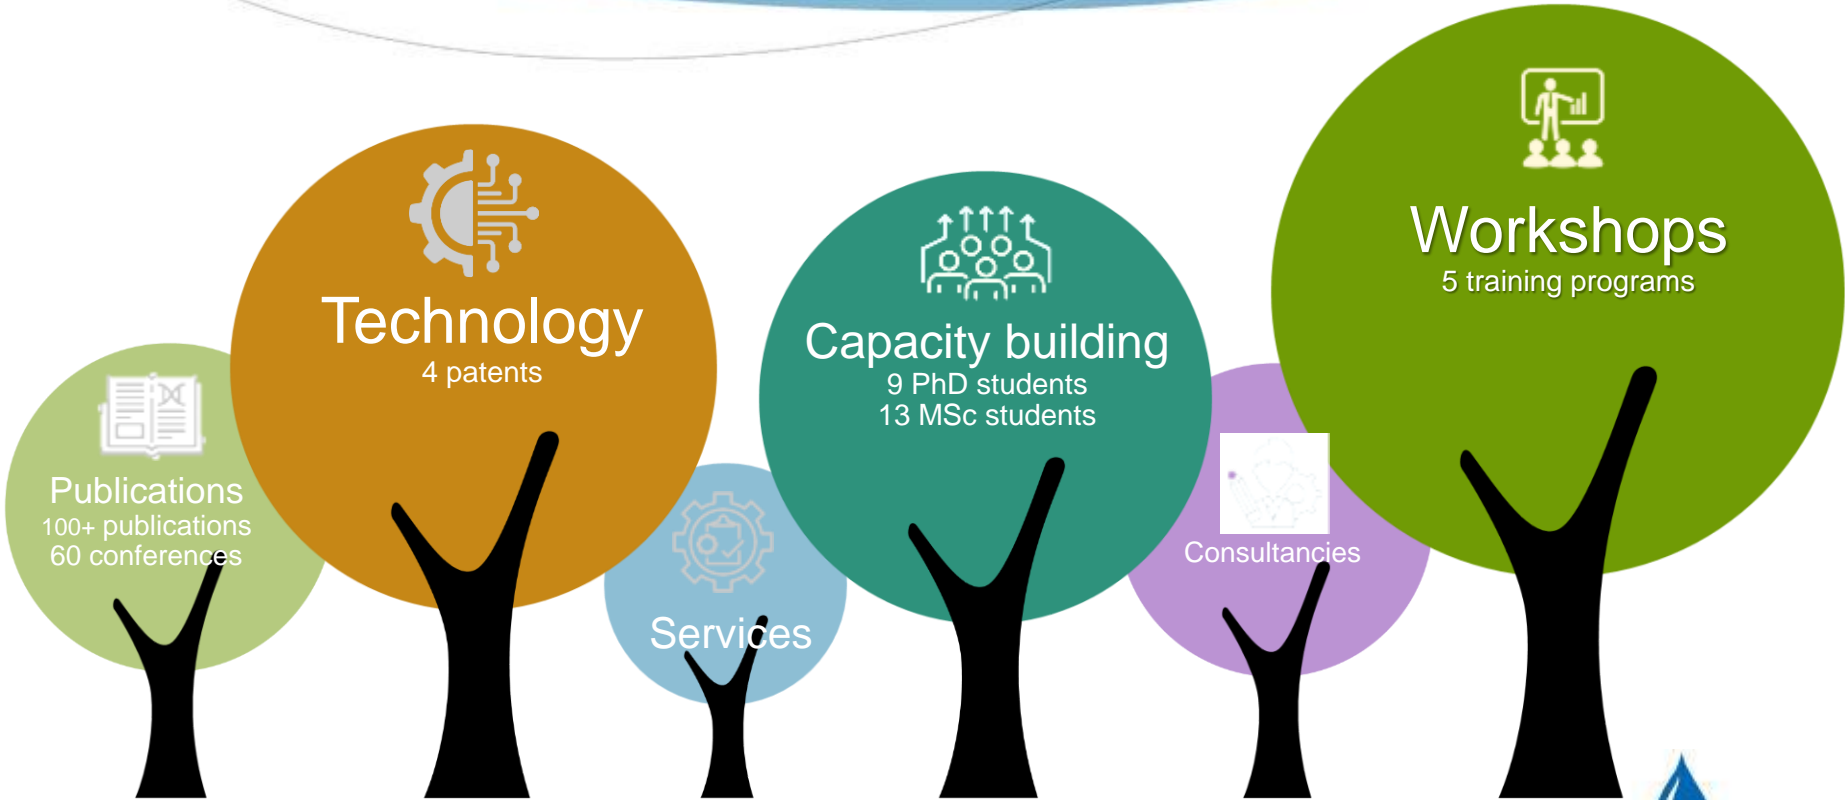 Publications
100+ publications
60 conferences
Technology
4 patents
Services
Capacity building
9 PhD students
13 MSc students
Consultancies
Workshops
5 training programs